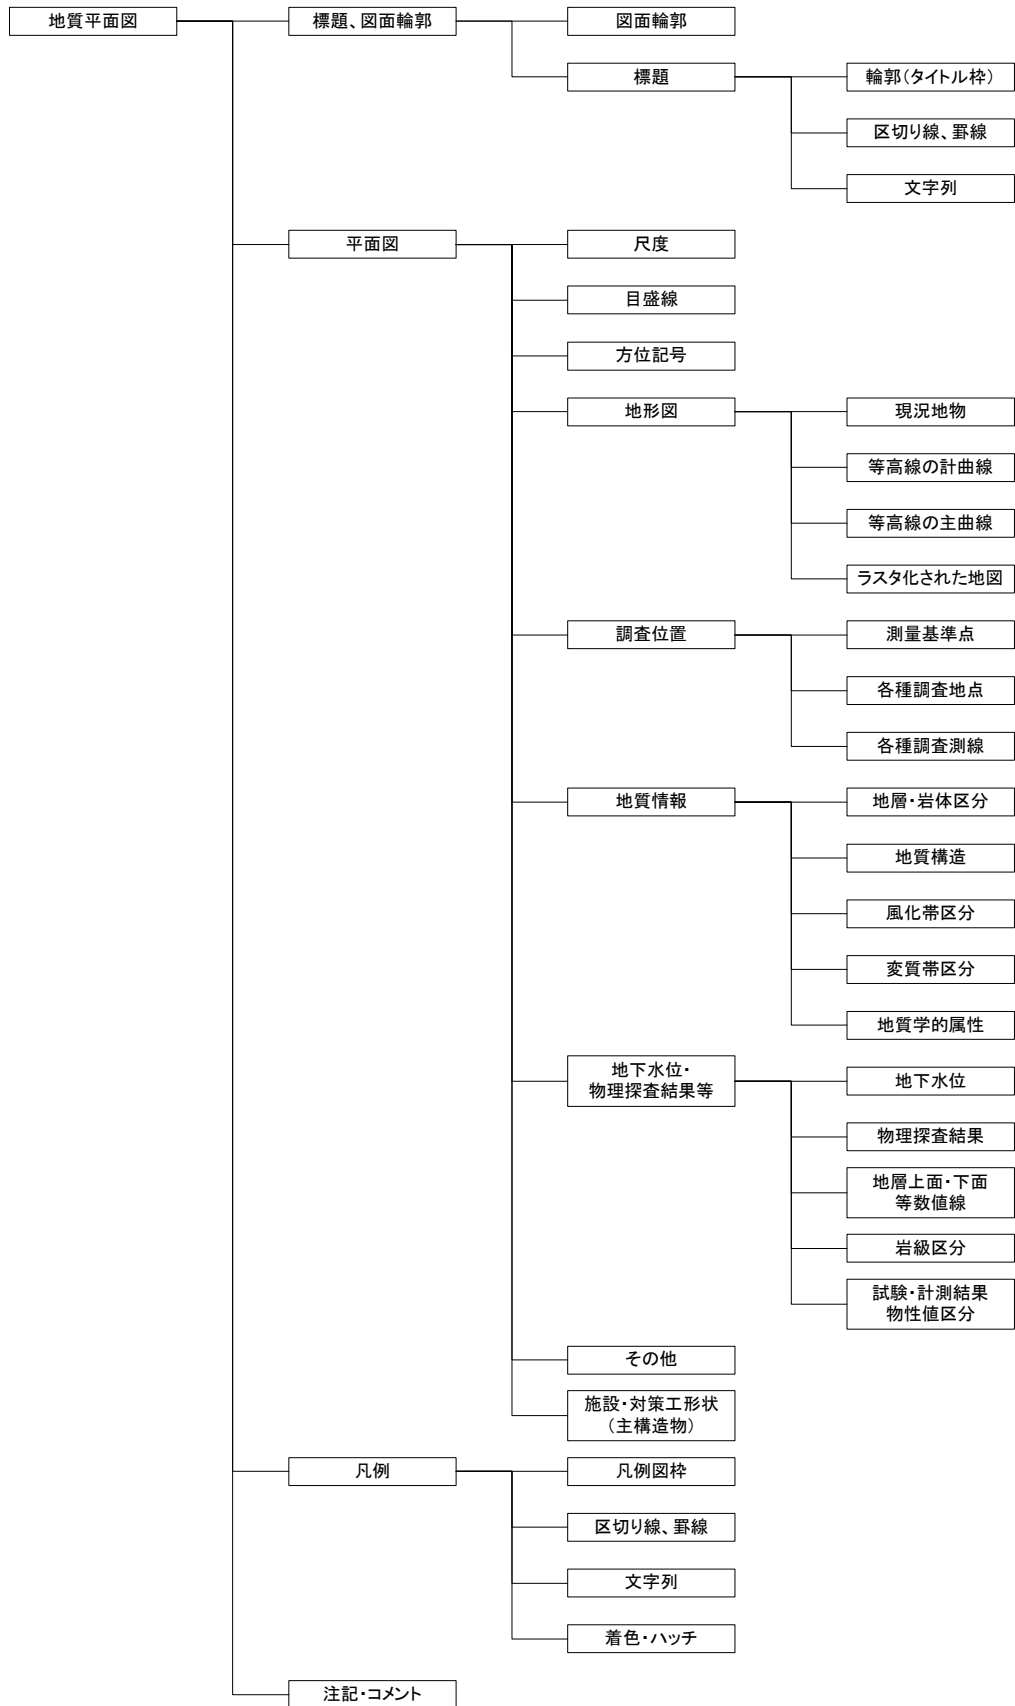 地質平面図
標題、図面輪郭
図面輪郭
標題
輪郭(タイトル枠)
区切り線、罫線
文字列
平面図
尺度
目盛線
方位記号
地形図
現況地物
等高線の計曲線
等高線の主曲線
ラスタ化された地図
調査位置
測量基準点
各種調査地点
各種調査測線
地質情報
地層・岩体区分
地質構造
風化帯区分
変質帯区分
地質学的属性
地下水位・
物理探査結果等
地下水位
物理探査結果
地層上面・下面
等数値線
岩級区分
試験・計測結果
物性値区分
その他
施設・対策工形状
(主構造物)
凡例
凡例図枠
区切り線、罫線
文字列
着色・ハッチ
注記・コメント